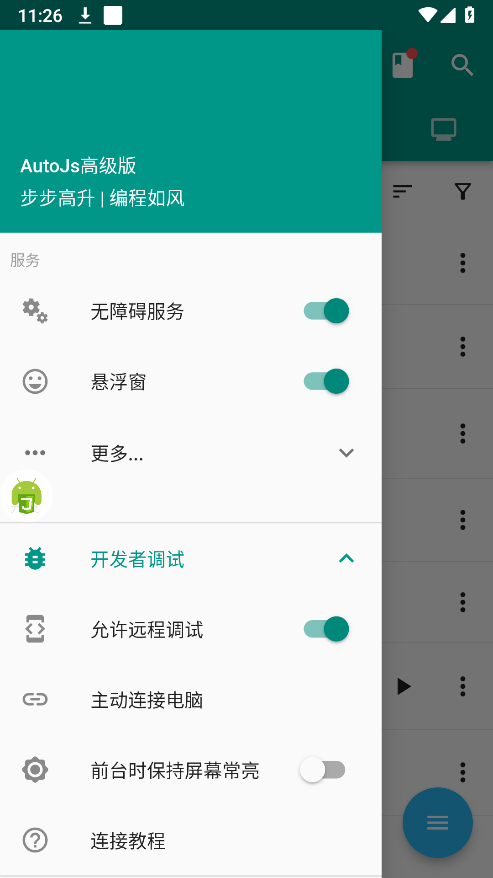 11:26
AutoJs高级版
步步高升 | 编程如风
服务
无障碍服务
悬浮窗
更多...
开发者调试
允许远程调试
主动连接电脑
前台时保持屏幕常亮
连接教程